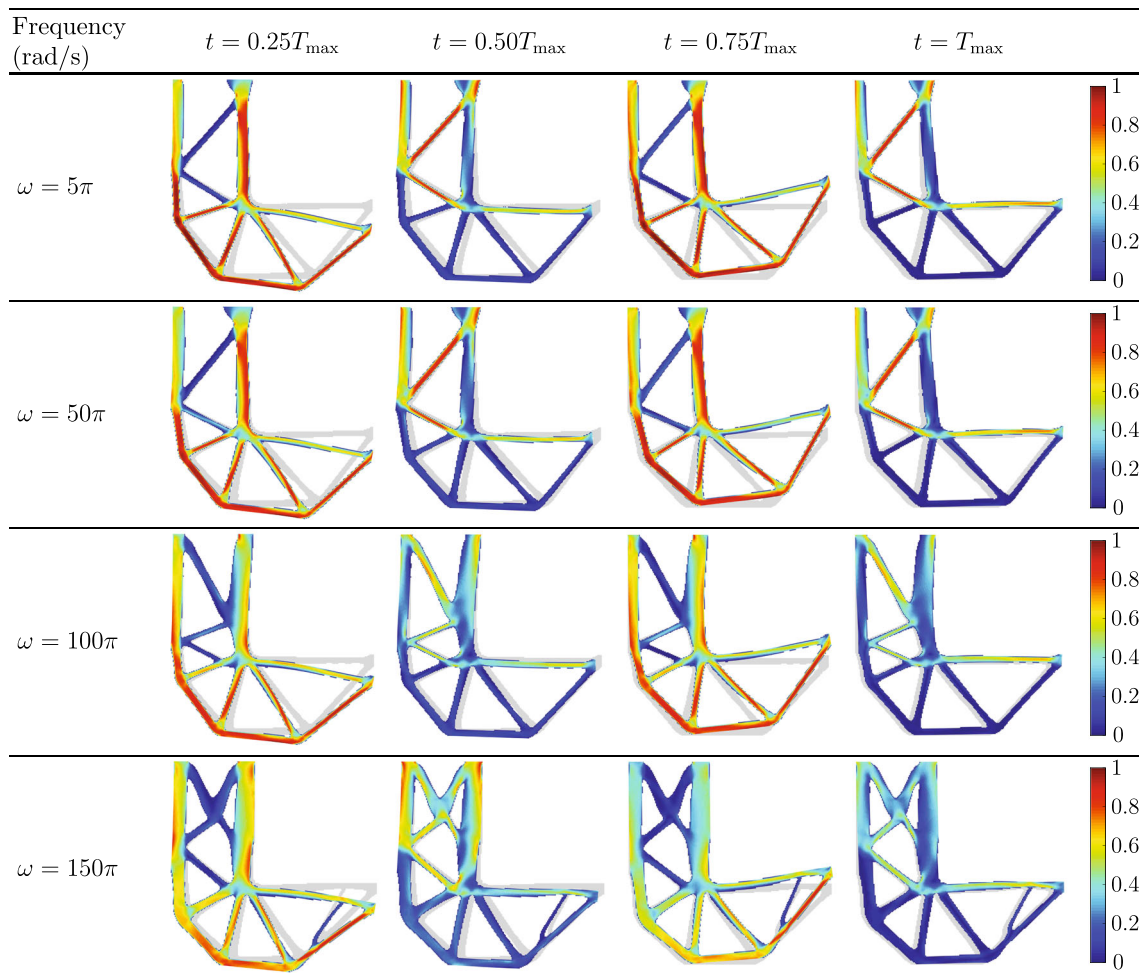 Frequency
(rad/s)
t = 0.25T_max
t = 0.50T_max
t = 0.75T_max
t = T_max
ω = 5π
1
0.8
0.6
0.4
0.2
0
ω = 50π
1
0.8
0.6
0.4
0.2
0
ω = 100π
1
0.8
0.6
0.4
0.2
0
ω = 150π
1
0.8
0.6
0.4
0.2
0